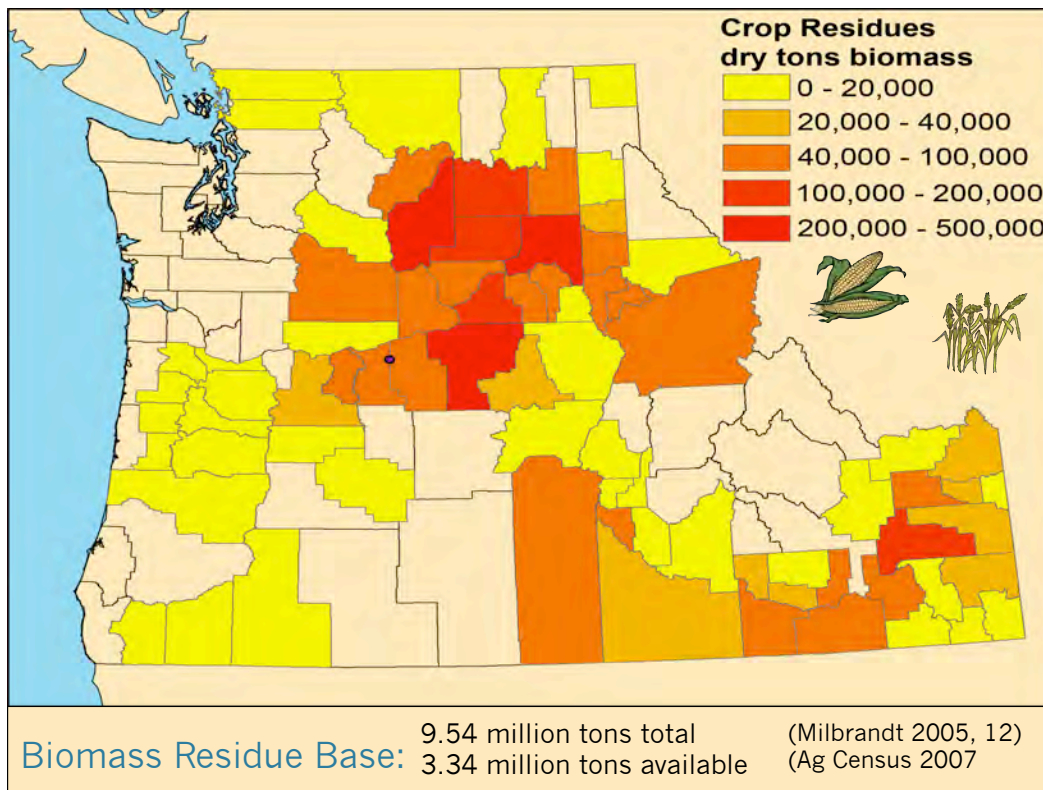 Crop Residues
dry tons biomass
0 - 20,000
20,000 - 40,000
40,000 - 100,000
100,000 - 200,000
200,000 - 500,000
Biomass Residue Base:
9.54 million tons total
3.34 million tons available
(Milbrandt 2005, 12)
(Ag Census 2007